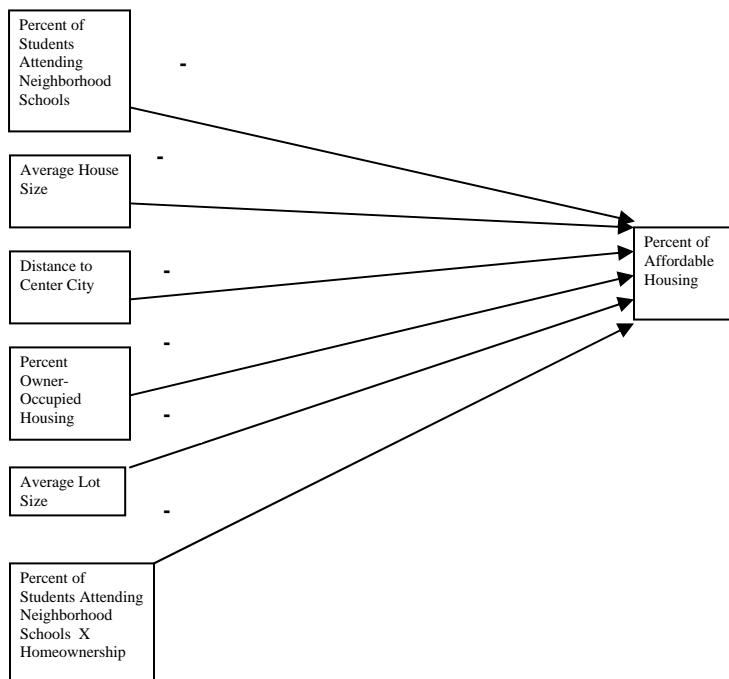 Percent of
Students
Attending
Neighborhood
Schools
-
Average House
Size
-
Distance to
Center City
-
Percent
Owner-
Occupied
Housing
-
Average Lot
Size
-
Percent of
Students Attending
Neighborhood
Schools X
Homeownership
-
Percent of
Affordable
Housing